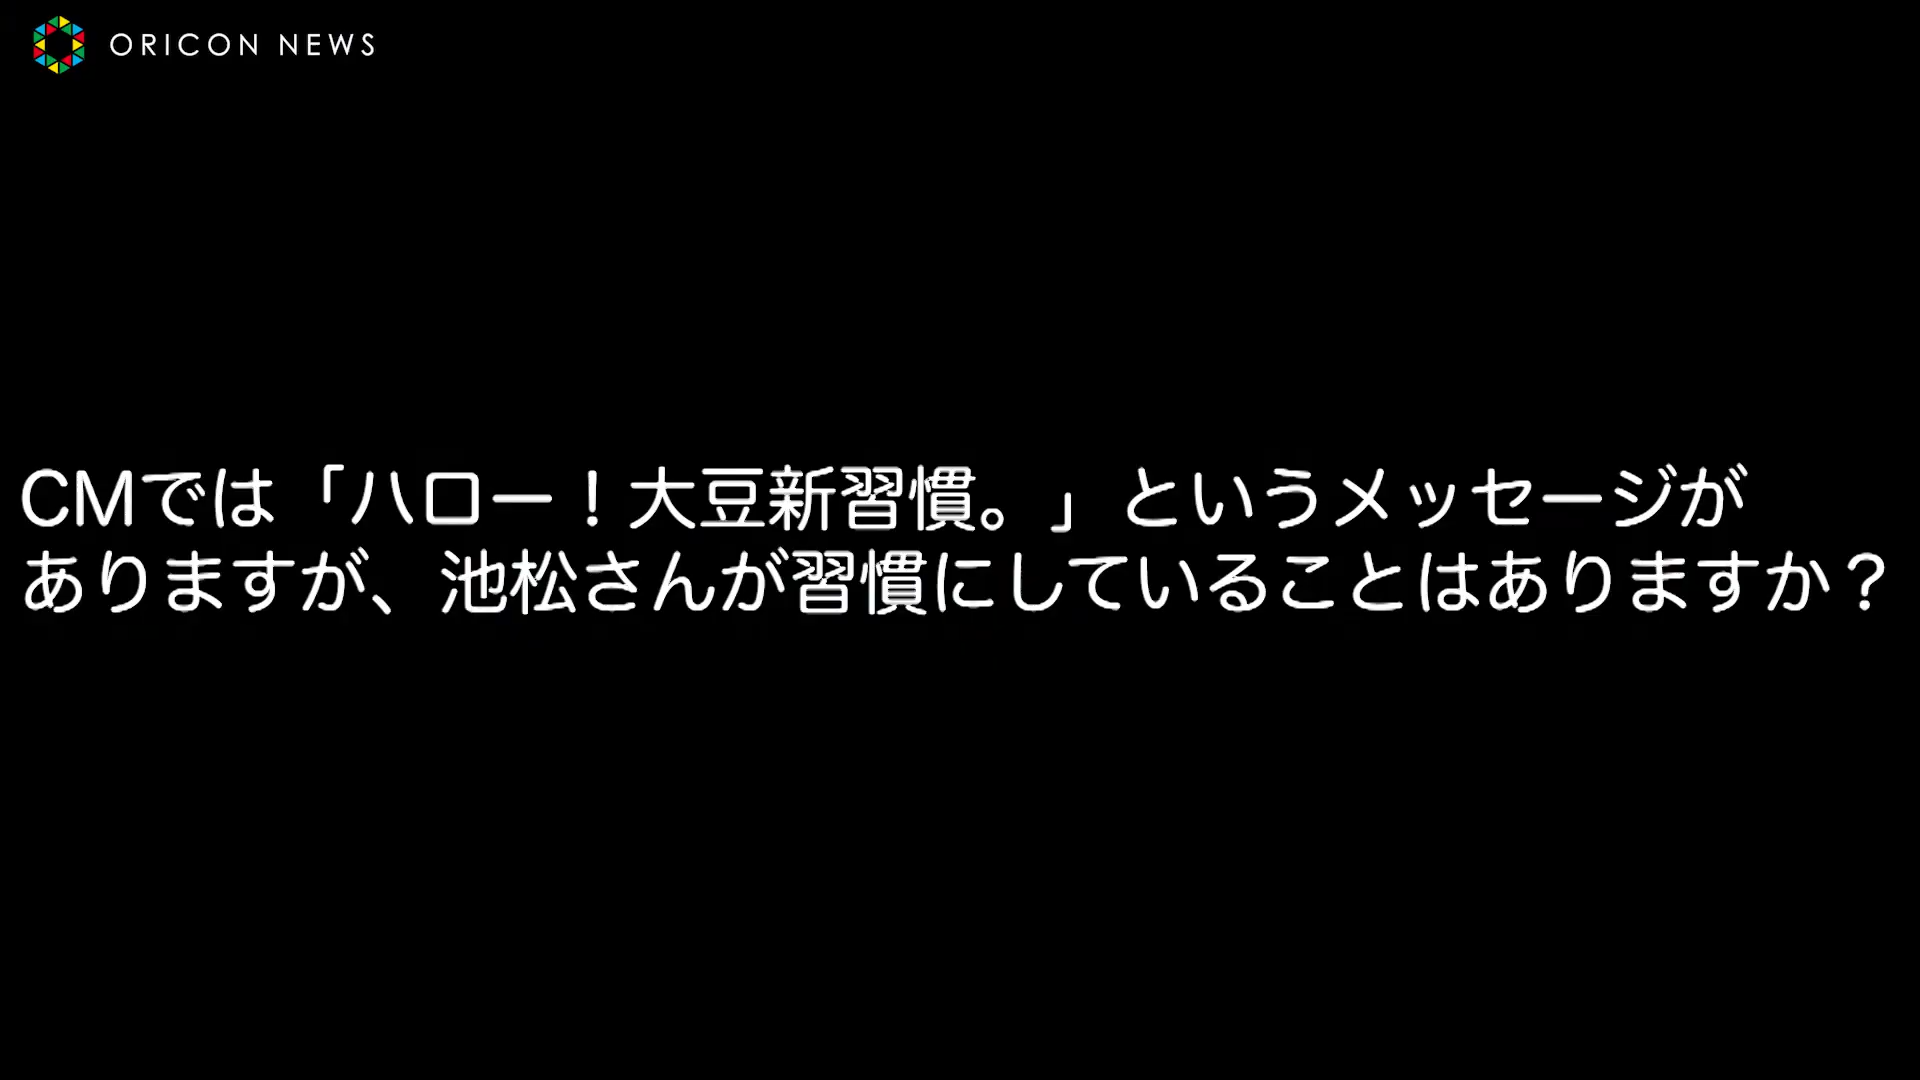 ORICON NEWS
CMでは「ハロー！大豆新習慣。」というメッセージが
ありますが、池松さんが習慣にしていることはありますか？